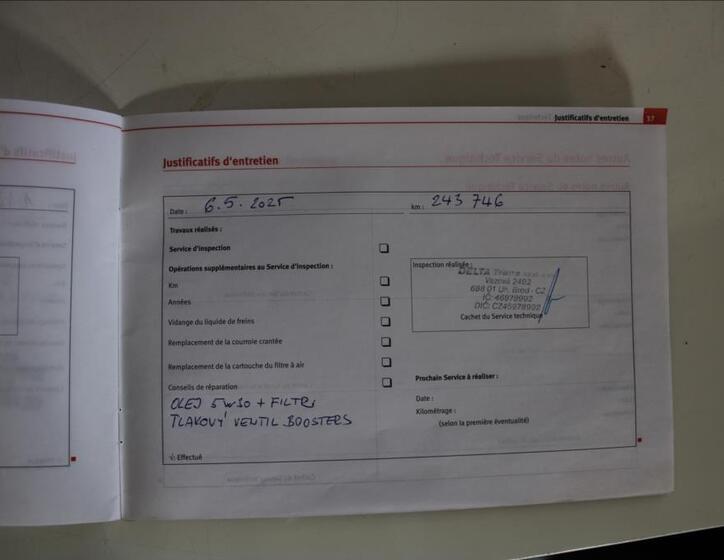 Justificatifs d'entretien 57
Justificatifs d'entretien
Date : 6.5.2025
km : 243 746
Travaux réalisés :
Service d'inspection
Opérations supplémentaires au Service d'inspection :
Km
Années
Vidange du liquide de freins
Remplacement de la courroie crantée
Remplacement de la cartouche du filtre à air
Conseils de réparation
OLEJ 5W30 + FILTR
TLAKOVÝ VENTIL BOOSTERS
√: Effectué
Inspection réalisée :
DELTA Trans
Vazová 2492
688 01 Uh. Brod - CZ
IČ: 46978992
DIČ: CZ46978992
Cachet du Service technique
Prochain Service à réaliser :
Date :
Kilométrage :
(selon la première éventualité)